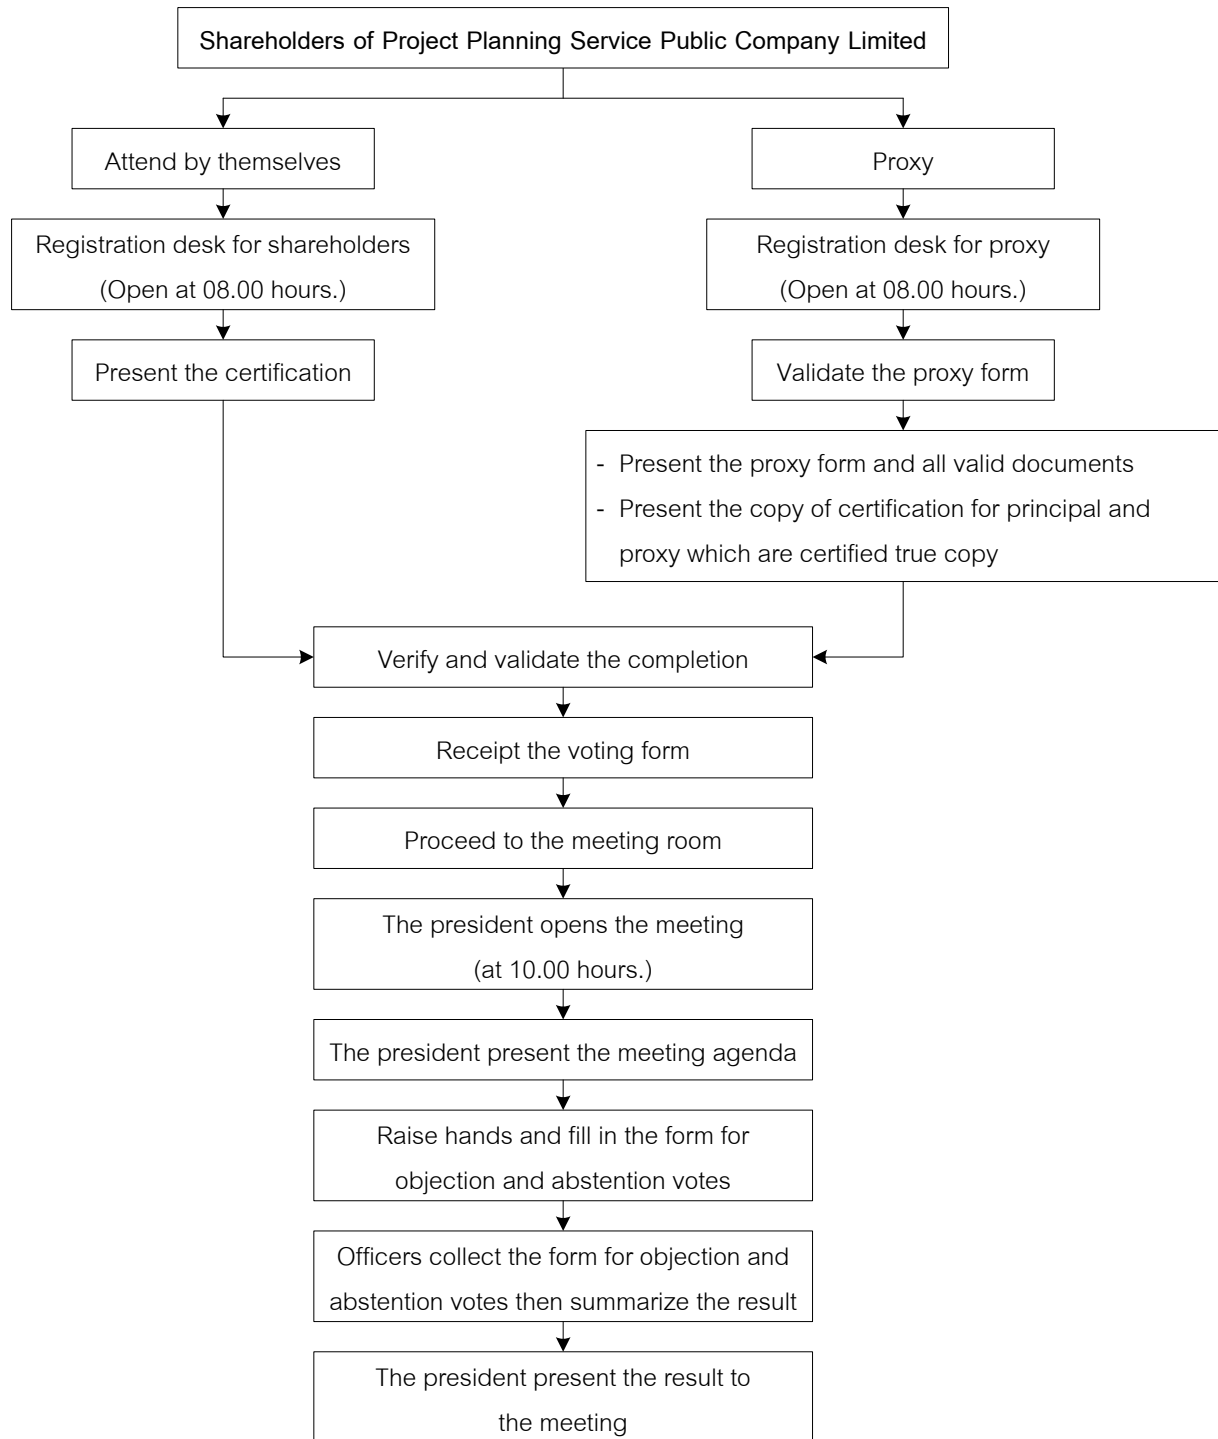 Shareholders of Project Planning Service Public Company Limited
Attend by themselves
Proxy
Registration desk for shareholders
(Open at 08.00 hours.)
Registration desk for proxy
(Open at 08.00 hours.)
Present the certification
Validate the proxy form
- Present the proxy form and all valid documents
- Present the copy of certification for principal and
proxy which are certified true copy
Verify and validate the completion
Receipt the voting form
Proceed to the meeting room
The president opens the meeting
(at 10.00 hours.)
The president present the meeting agenda
Raise hands and fill in the form for
objection and abstention votes
Officers collect the form for objection and
abstention votes then summarize the result
The president present the result to
the meeting